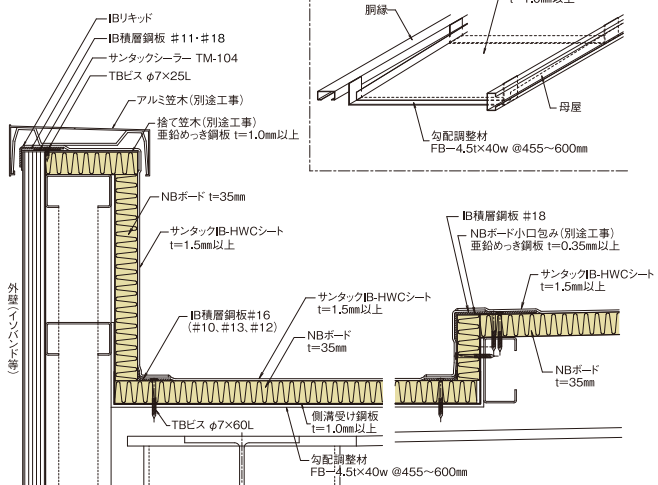 IBリキッド
IB積層鋼板 #11・#18
サンタックシーラー TM-104
TBビス φ7×25L
アルミ笠木(別途工事)
捨て笠木(別途工事)
亜鉛めっき鋼板 t=1.0mm以上
NBボード t=35mm
サンタックIB-HWCシート
t=1.5mm以上
外壁(イソバンド等)
IB積層鋼板#16
(#10、#13、#12)
サンタックIB-HWCシート
t=1.5mm以上
NBボード
t=35mm
側溝受け鋼板
t=1.0mm以上
TBビス φ7×60L
勾配調整材
FB-4.5t×40w @455~600mm
胴縁
母屋
勾配調整材
FB-4.5t×40w @455~600mm
IB積層鋼板 #18
NBボード小口包み(別途工事)
亜鉛めっき鋼板 t=0.35mm以上
サンタックIB-HWCシート
t=1.5mm以上
NBボード
t=35mm